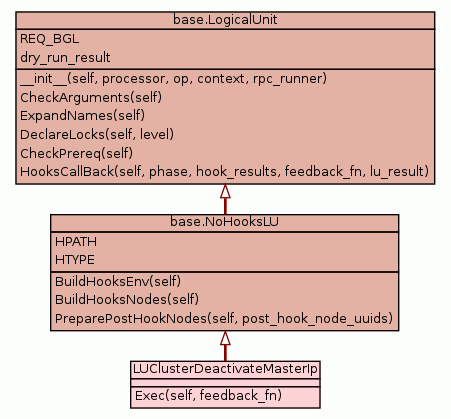 base.LogicalUnit
REQ_BGL
dry_run_result
__init__(self, processor, op, context, rpc_runner)
CheckArguments(self)
ExpandNames(self)
DeclareLocks(self, level)
CheckPrereq(self)
HooksCallBack(self, phase, hook_results, feedback_fn, lu_result)
base.NoHooksLU
HPATH
HTYPE
BuildHooksEnv(self)
BuildHooksNodes(self)
PreparePostHookNodes(self, post_hook_node_uuids)
LUClusterDeactivateMasterIp
Exec(self, feedback_fn)